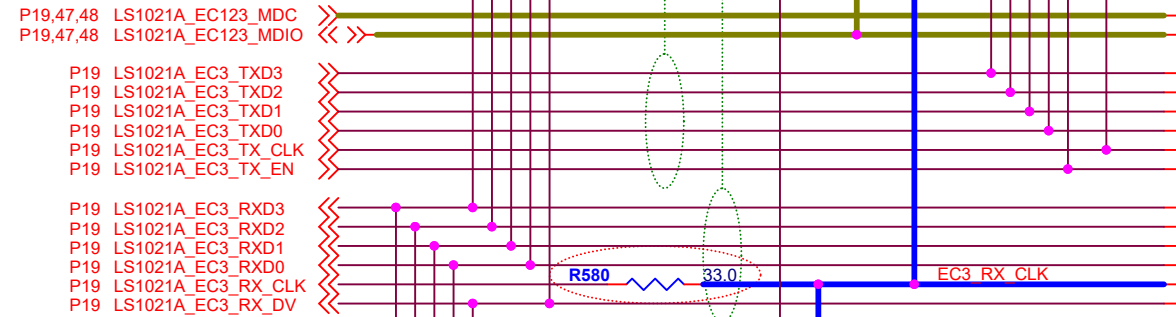 P19,47,48 LS1021A_EC123_MDC
P19,47,48 LS1021A_EC123_MDIO
P19 LS1021A_EC3_TXD3
P19 LS1021A_EC3_TXD2
P19 LS1021A_EC3_TXD1
P19 LS1021A_EC3_TXD0
P19 LS1021A_EC3_TX_CLK
P19 LS1021A_EC3_TX_EN
P19 LS1021A_EC3_RXD3
P19 LS1021A_EC3_RXD2
P19 LS1021A_EC3_RXD1
P19 LS1021A_EC3_RXD0
R580 33.0 EC3_RX_CLK
P19 LS1021A_EC3_RX_CLK
P19 LS1021A_EC3_RX_DV